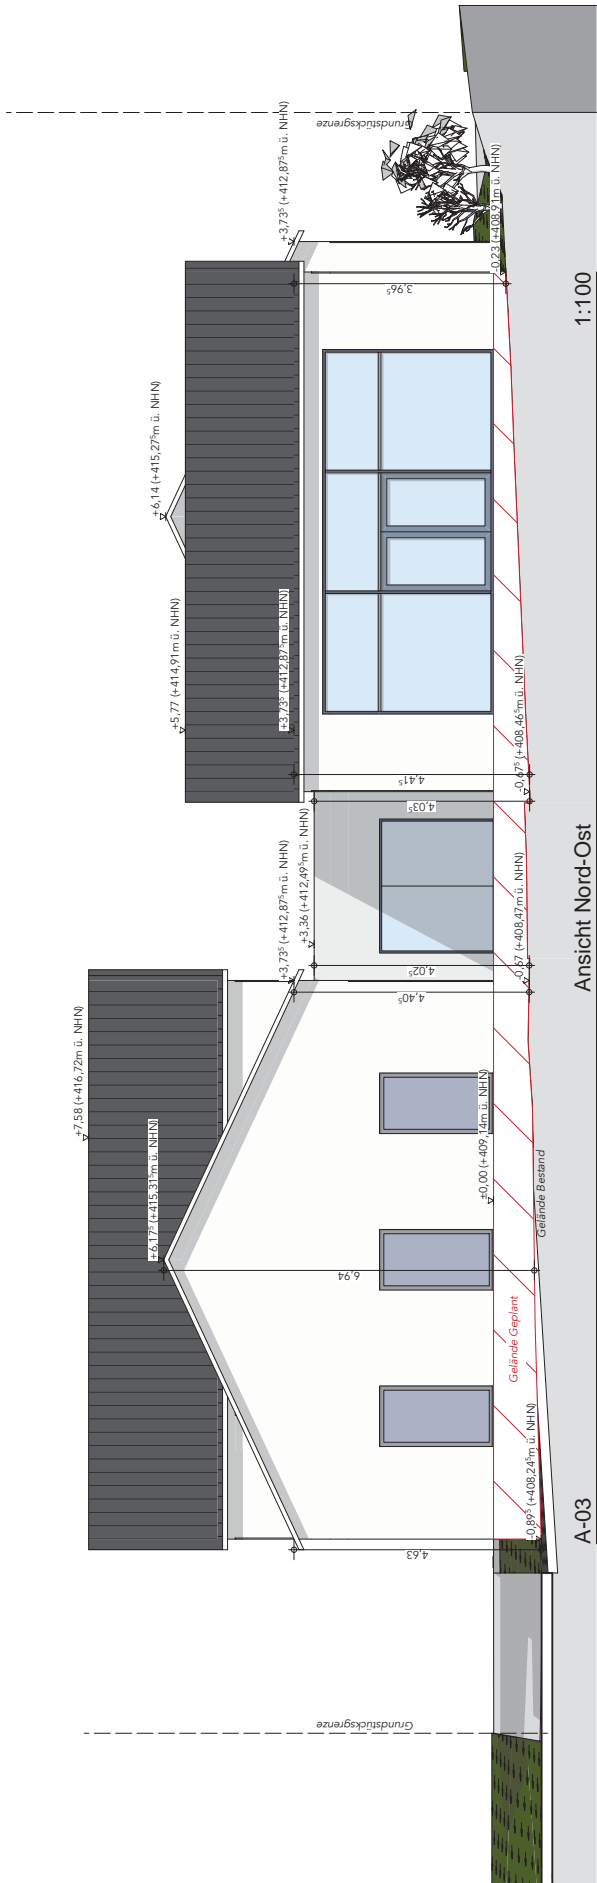 +7,58 (+416,72m ü. NHN)
+6,17⁵ (+415,31⁵m ü. NHN)
+3,73⁵ (+412,87⁵m ü. NHN)
+3,36 (+412,49⁵m ü. NHN)
+5,77 (+414,91m ü. NHN)
+3,73⁵ (+412,87⁵m ü. NHN)
+6,14 (+415,27⁵m ü. NHN)
+3,73⁵ (+412,87⁵m ü. NHN)
Grundstücksgrenze
Grundstücksgrenze
4,63
6,94
4,40⁵
4,02⁵
4,03⁵
4,41⁵
3,96⁵
±0,00 (+409,14m ü. NHN)
-0,89⁵ (+408,24⁵m ü. NHN)
Gelände Geplant
Gelände Bestand
-0,67 (+408,47m ü. NHN)
-0,67⁵ (+408,46⁵m ü. NHN)
-0,23 (+408,91m ü. NHN)
A-03
Ansicht Nord-Ost
1:100